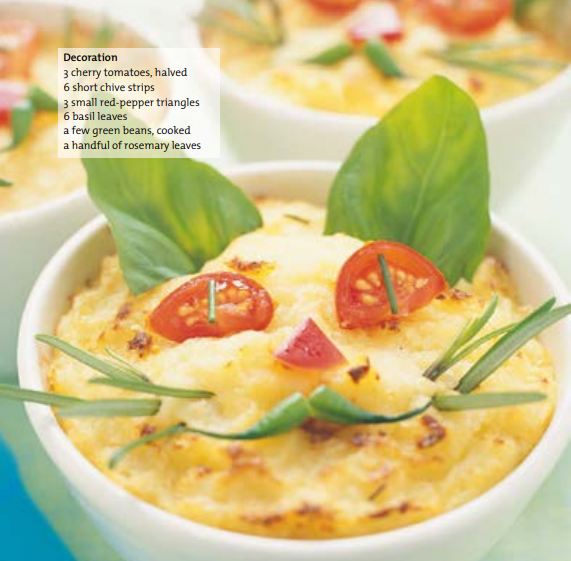 Decoration
3 cherry tomatoes, halved
6 short chive strips
3 small red-pepper triangles
6 basil leaves
a few green beans, cooked
a handful of rosemary leaves